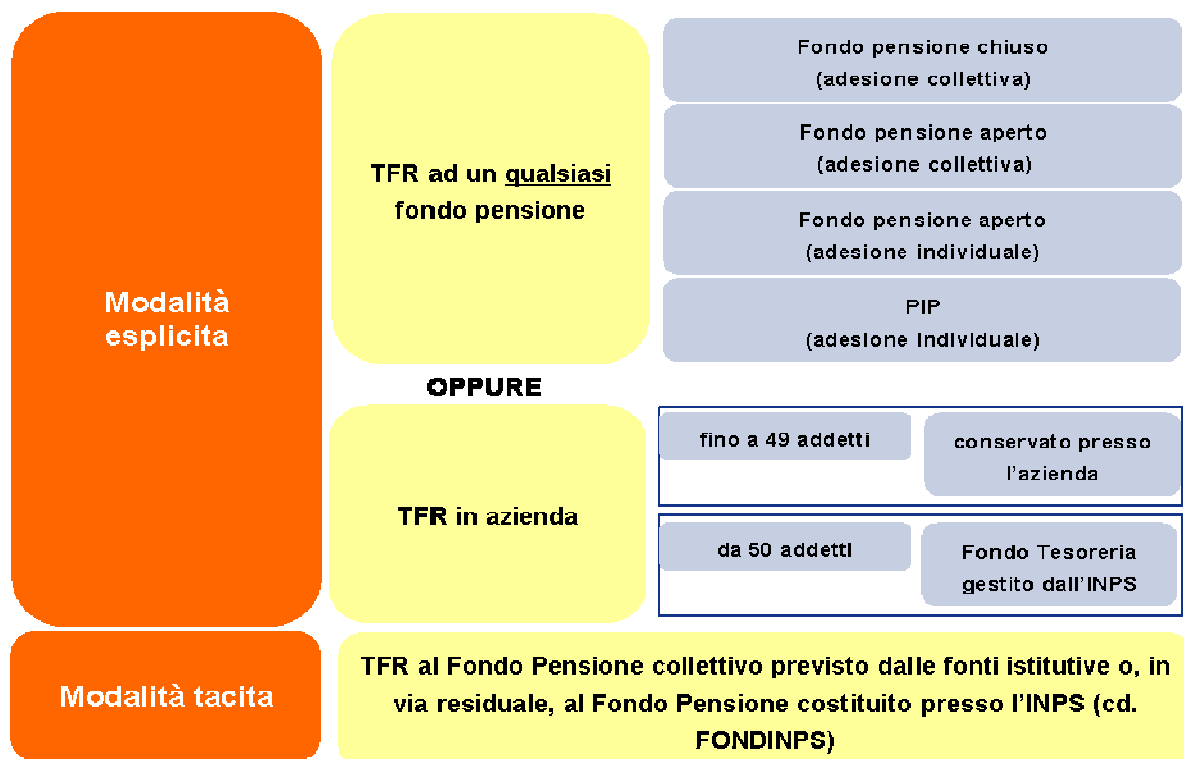 Modalità
esplicita
TFR ad un qualsiasi
fondo pensione
Fondo pensione chiuso
(adesione collettiva)
Fondo pensione aperto
(adesione collettiva)
Fondo pensione aperto
(adesione individuale)
PIP
(adesione individuale)
OPPURE
TFR in azienda
fino a 49 addetti
conservato presso
l’azienda
da 50 addetti
Fondo Tesoreria
gestito dall’INPS
Modalità tacita
TFR al Fondo Pensione collettivo previsto dalle fonti istitutive o, in
via residuale, al Fondo Pensione costituito presso l’INPS (cd.
FONDINPS)